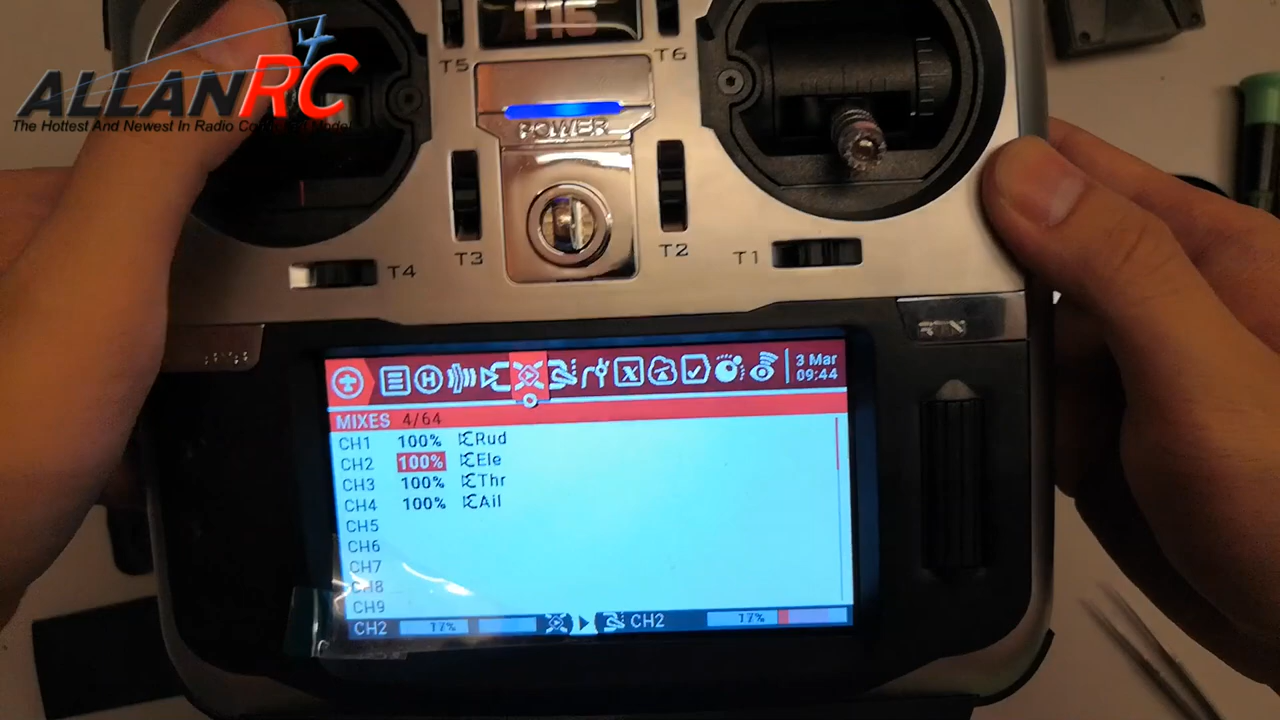 T16
ALLANRC
The Hottest And Newest In Radio
T5
T6
POWER
T3
T2
T1
T4
RTN
3 Mar
09:44
MIXES 4/64
CH1 100% Rud
CH2 100% Ele
CH3 100% Thr
CH4 100% Ail
CH5
CH6
CH7
CH8
CH9
CH2 17% CH2 17%